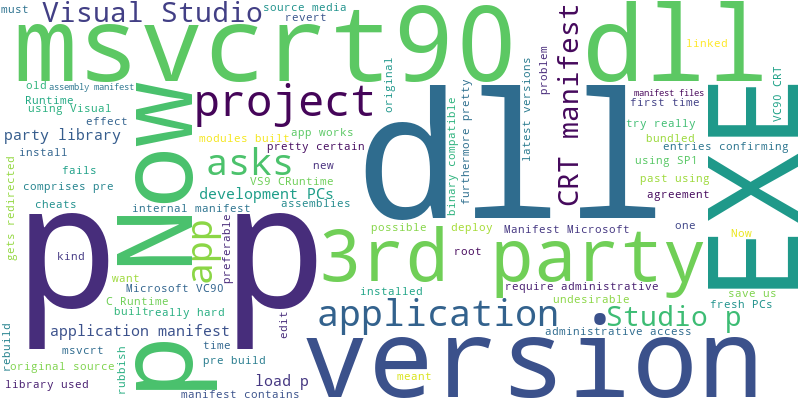 must
Visual Studio
source media
revert
msvcrt90
dll
linked
old
assembly manifest
Runtime
using Visual
effect
party library
install
fails
comprises pre
cheats
gets redirected
kind
want
Microsoft VC90
C Runtime
built
really hard
application manifest
msvcrt
time
pre build
original source
rubbish
rebuild
library used
manifest contains
load p
edit
Now
project
asks
modules built
app works
pretty certain
new
VS9 CRuntime
development PCs
assemblies
internal manifest
app
preferable
p
p
p
original
dll
binary compatible
furthermore pretty
latest versions
problem
CRT manifest
manifest files
first time
VC90 CRT
try really
bundled
entries confirming
using SP1
past using
agreement
EXE
possible
deploy
Manifest Microsoft
one
Now
root
3rd party
require administrative
installed
undesirable
save us
fresh PCs
application
Studio p
administrative access
version
meant